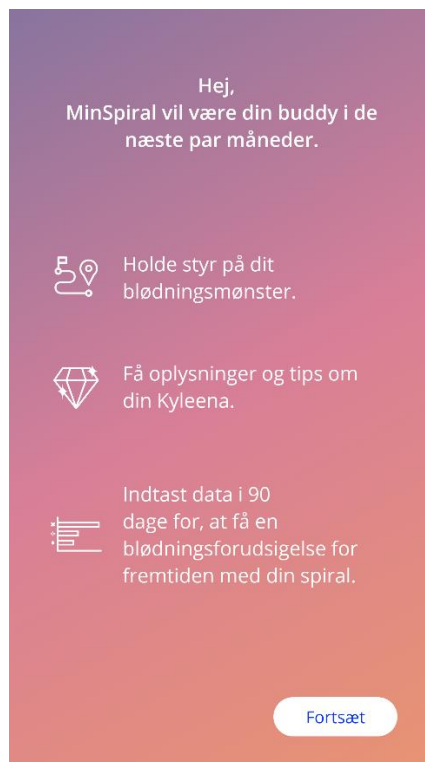 Hej,
MinSpiral vil være din buddy i de
næste par måneder.
Holde styr på dit
blødningsmønster.
Få oplysninger og tips om
din Kyleena.
Indtast data i 90
dage for, at få en
blødningsforudsigelse for
fremtiden med din spiral.
Fortsæt